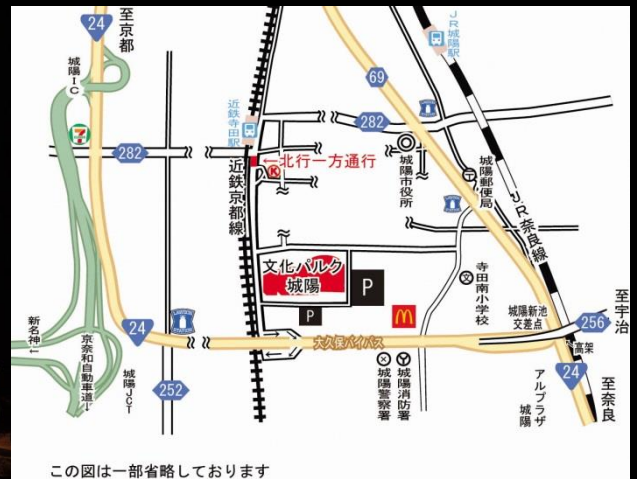 至京都
24
城陽IC
7
282
近鉄寺田駅
近鉄京都線
←北行一方通行
K
JR城陽駅
69
282
城陽市役所
城陽郵便局
JR奈良線
文化パルク
城陽
P
P
M
寺田南小学校
城陽新池
交差点
至宇治
256
高架
24
至奈良
アルプラザ
城陽
大久保バイパス
城陽警察署
城陽消防署
LAWSON
STATION
24
252
新名神→
京奈和自動車道→
城陽JCT
この図は一部省略しております